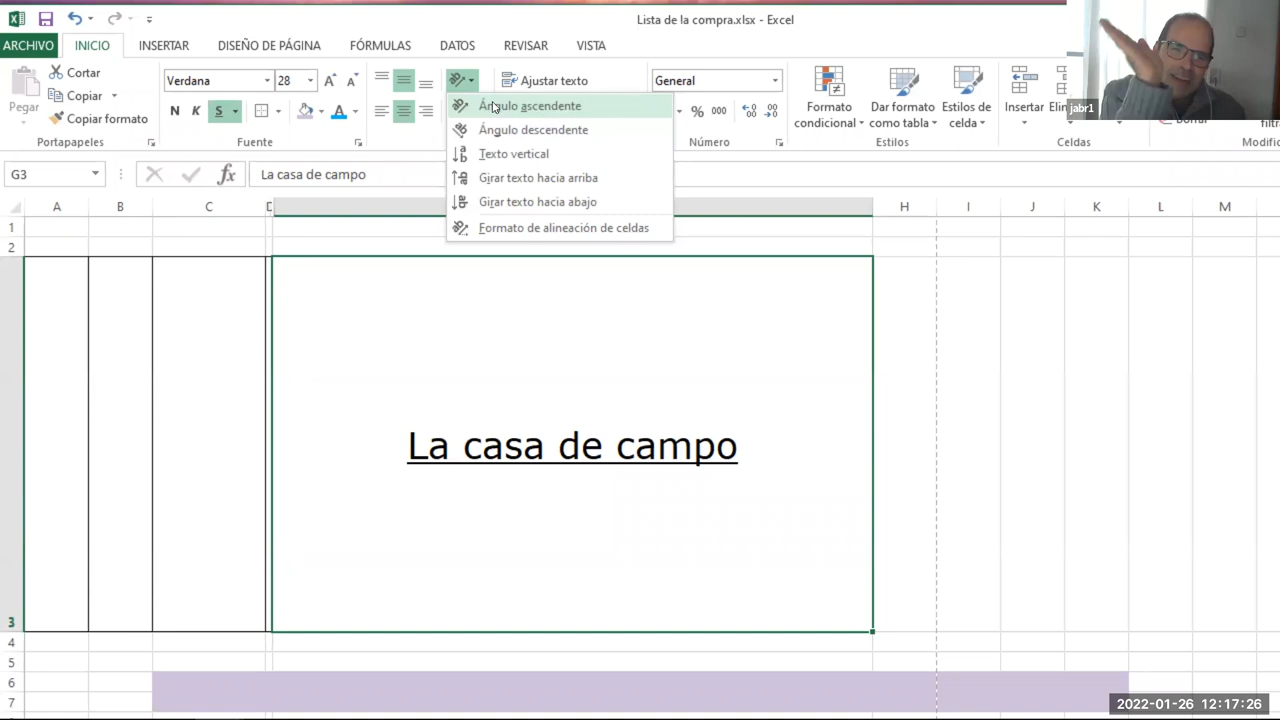 Lista de la compra.xlsx - Excel
ARCHIVO INICIO INSERTAR DISEÑO DE PÁGINA FÓRMULAS DATOS REVISAR VISTA
Pegar
Cortar
Copiar
Copiar formato
Portapapeles
Verdana 28
N K S A
Fuente
Ajustar texto
Ángulo ascendente
Ángulo descendente
Texto vertical
Girar texto hacia arriba
Girar texto hacia abajo
Formato de alineación de celdas
General
% 000
Número
Formato condicional
Dar formato como tabla
Estilos de celda
Estilos
Insertar
Celdas
jabr1
G3 fx La casa de campo
A B C H I J K L M
1
2
3
4
5
6
7
La casa de campo
2022-01-26 12:17:26